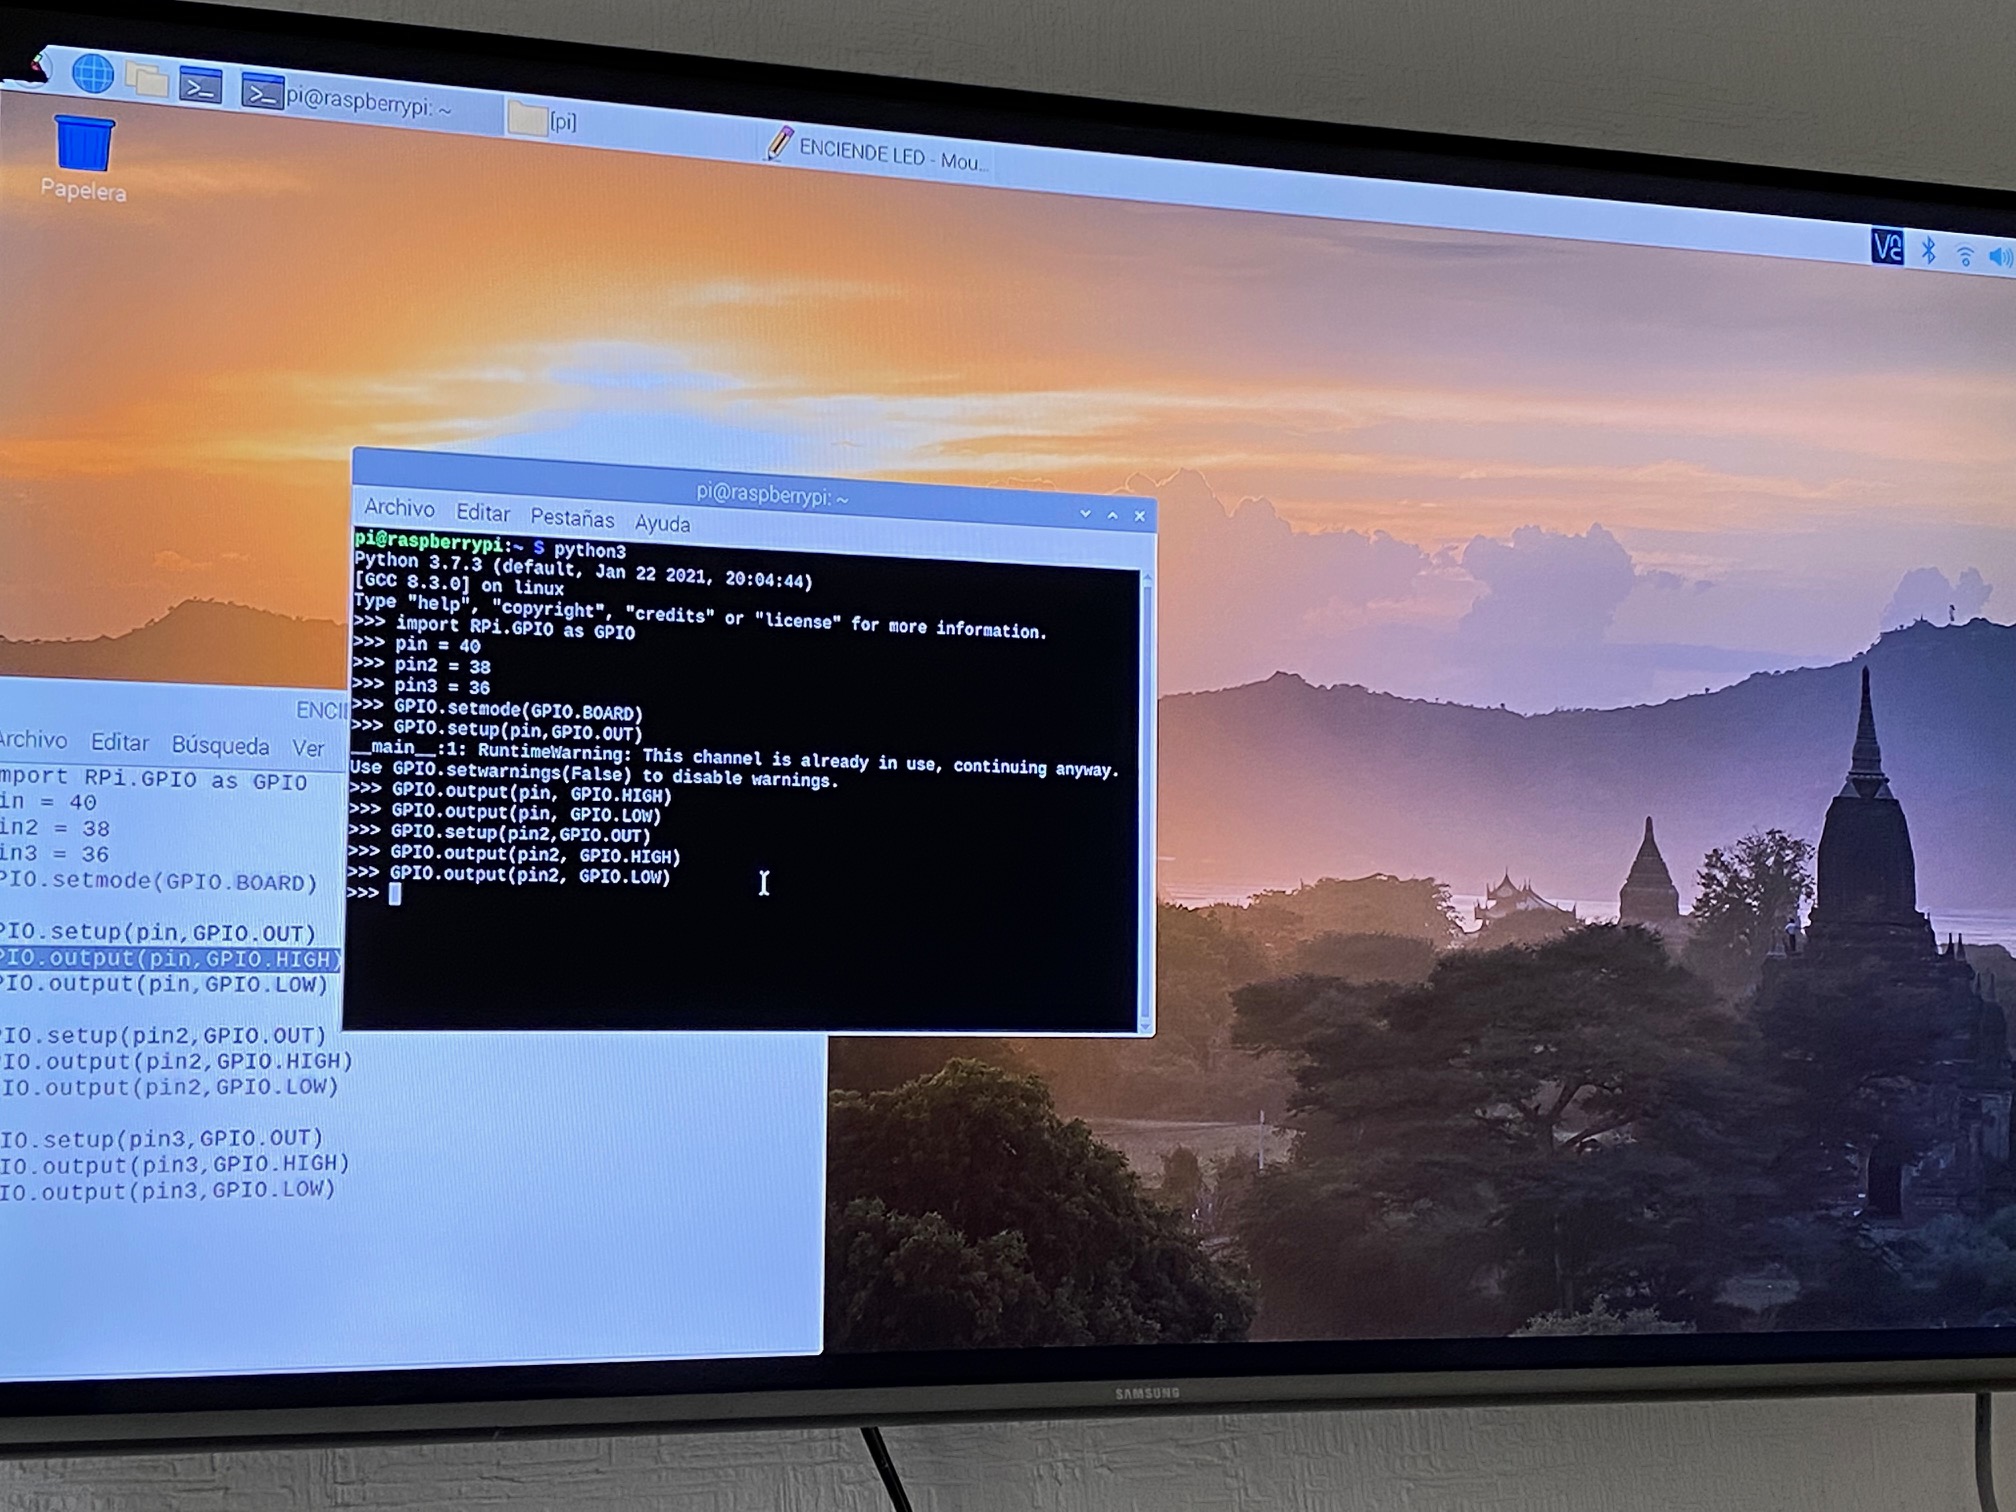 pi@raspberrypi: ~
[pi]
ENCIENDE LED - Mou...
VC
Papelera
pi@raspberrypi: ~
Archivo Editar Pestañas Ayuda
pi@raspberrypi:~ $ python3
Python 3.7.3 (default, Jan 22 2021, 20:04:44)
[GCC 8.3.0] on linux
Type "help", "copyright", "credits" or "license" for more information.
>>> import RPi.GPIO as GPIO
>>> pin = 40
>>> pin2 = 38
>>> pin3 = 36
>>> GPIO.setmode(GPIO.BOARD)
>>> GPIO.setup(pin,GPIO.OUT)
__main__:1: RuntimeWarning: This channel is already in use, continuing anyway.
Use GPIO.setwarnings(False) to disable warnings.
>>> GPIO.output(pin, GPIO.HIGH)
>>> GPIO.output(pin, GPIO.LOW)
>>> GPIO.setup(pin2,GPIO.OUT)
>>> GPIO.output(pin2, GPIO.HIGH)
>>> GPIO.output(pin2, GPIO.LOW)
>>>
ENCI
Archivo Editar Búsqueda Ver
mport RPi.GPIO as GPIO
in = 40
in2 = 38
in3 = 36
PIO.setmode(GPIO.BOARD)
PIO.setup(pin,GPIO.OUT)
PIO.output(pin,GPIO.HIGH)
PIO.output(pin,GPIO.LOW)
IO.setup(pin2,GPIO.OUT)
IO.output(pin2,GPIO.HIGH)
IO.output(pin2,GPIO.LOW)
IO.setup(pin3,GPIO.OUT)
IO.output(pin3,GPIO.HIGH)
IO.output(pin3,GPIO.LOW)
SAMSUNG